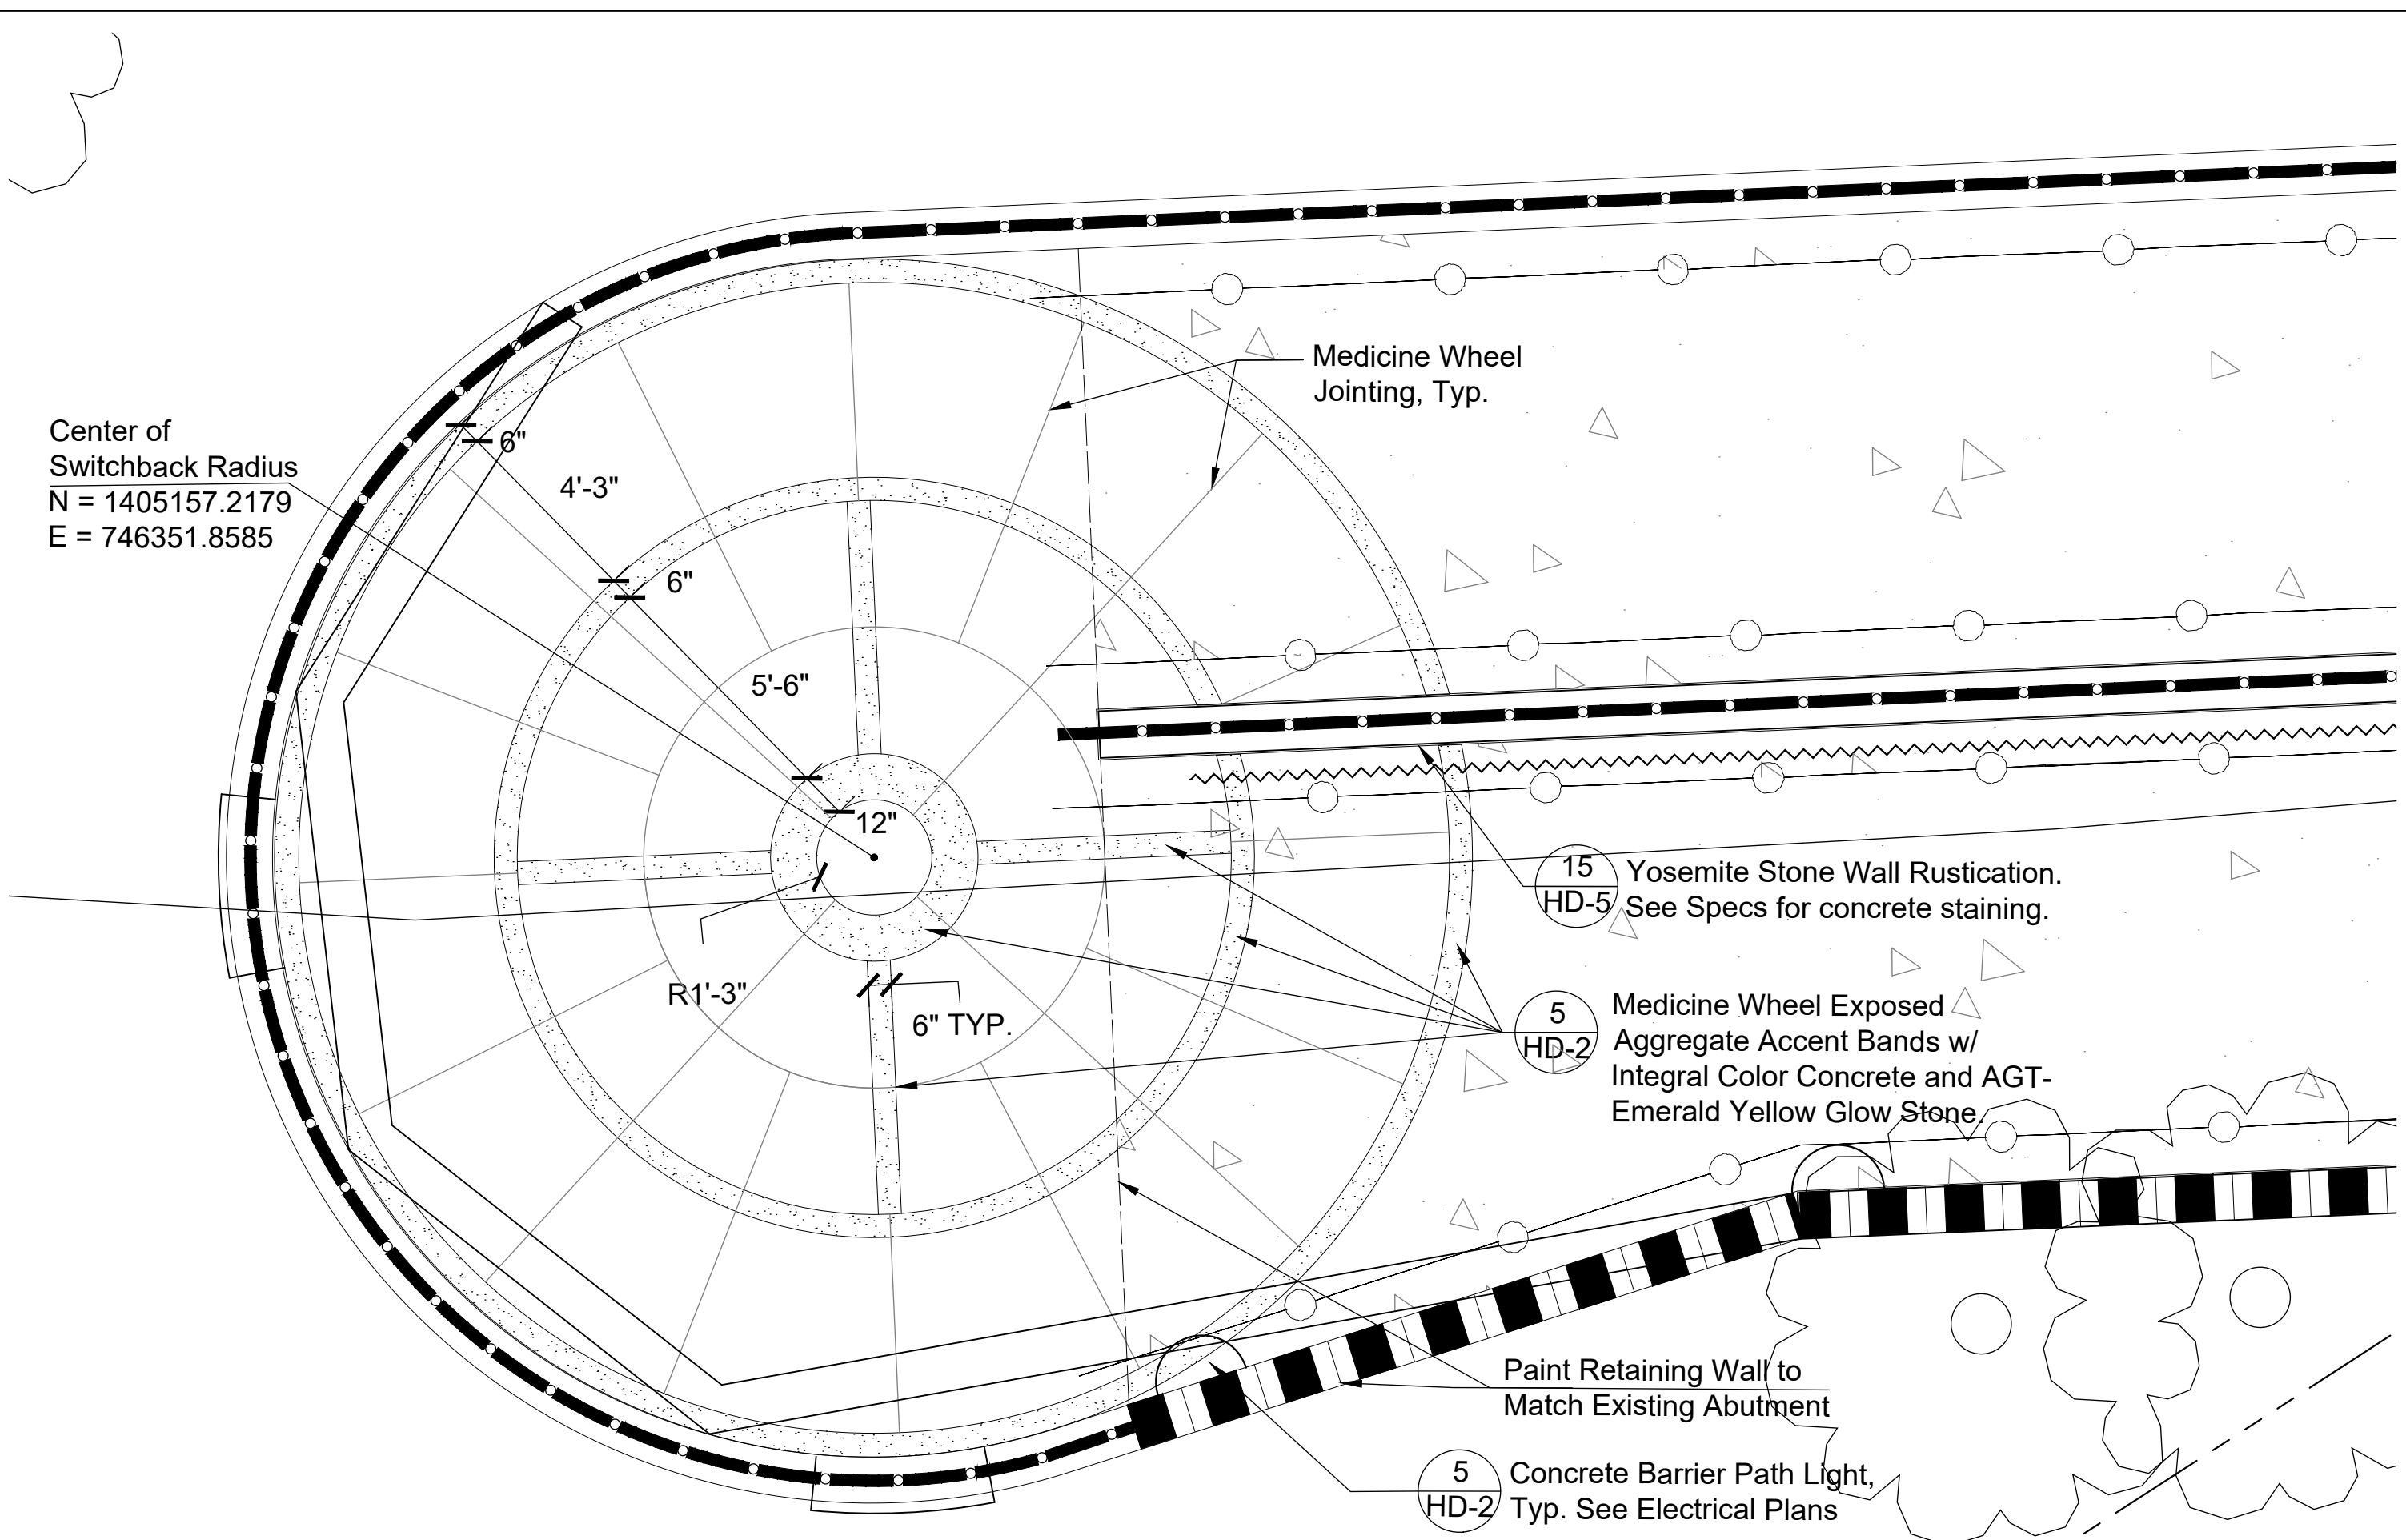 Medicine Wheel
Jointing, Typ.
Center of
Switchback Radius
N = 1405157.2179
E = 746351.8585
6"
4'-3"
6"
5'-6"
12"
R1'-3"
6" TYP.
15
HD-5
Yosemite Stone Wall Rustication.
See Specs for concrete staining.
5
HD-2
Medicine Wheel Exposed
Aggregate Accent Bands w/
Integral Color Concrete and AGT-
Emerald Yellow Glow Stone.
Paint Retaining Wall to
Match Existing Abutment
5
HD-2
Concrete Barrier Path Light,
Typ. See Electrical Plans